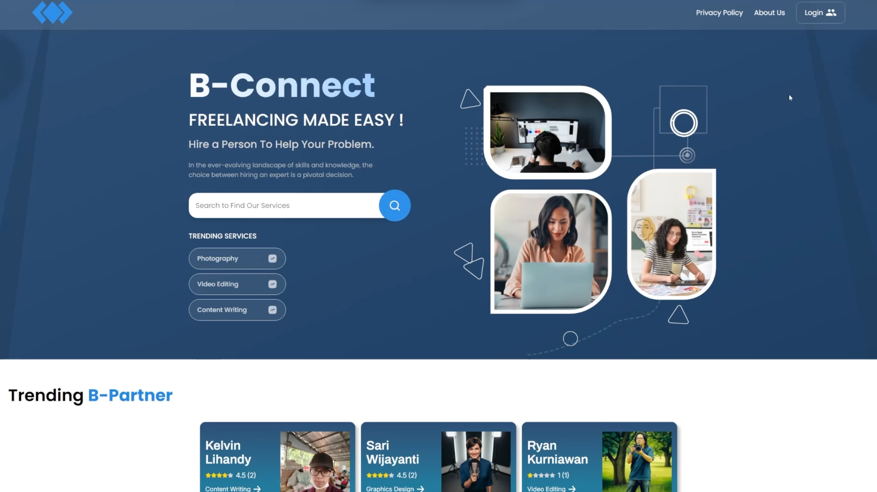 Privacy Policy About Us Login
B-Connect
FREELANCING MADE EASY !
Hire a Person To Help Your Problem.
In the ever-evolving landscape of skills and knowledge, the
choice between hiring an expert is a pivotal decision.
Search to Find Our Services
TRENDING SERVICES
Photography
Video Editing
Content Writing
Trending B-Partner
Kelvin
Lihandy
4.5 (2)
Content Writing
Sari
Wijayanti
4.5 (2)
Graphics Design
Ryan
Kurniawan
1 (1)
Video Editing